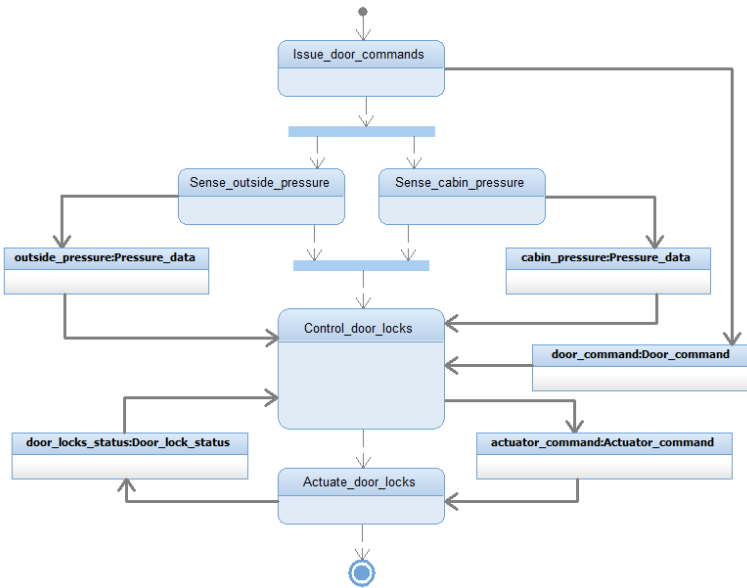 Issue_door_commands
Sense_outside_pressure
Sense_cabin_pressure
outside_pressure:Pressure_data
cabin_pressure:Pressure_data
Control_door_locks
door_command:Door_command
door_locks_status:Door_lock_status
actuator_command:Actuator_command
Actuate_door_locks